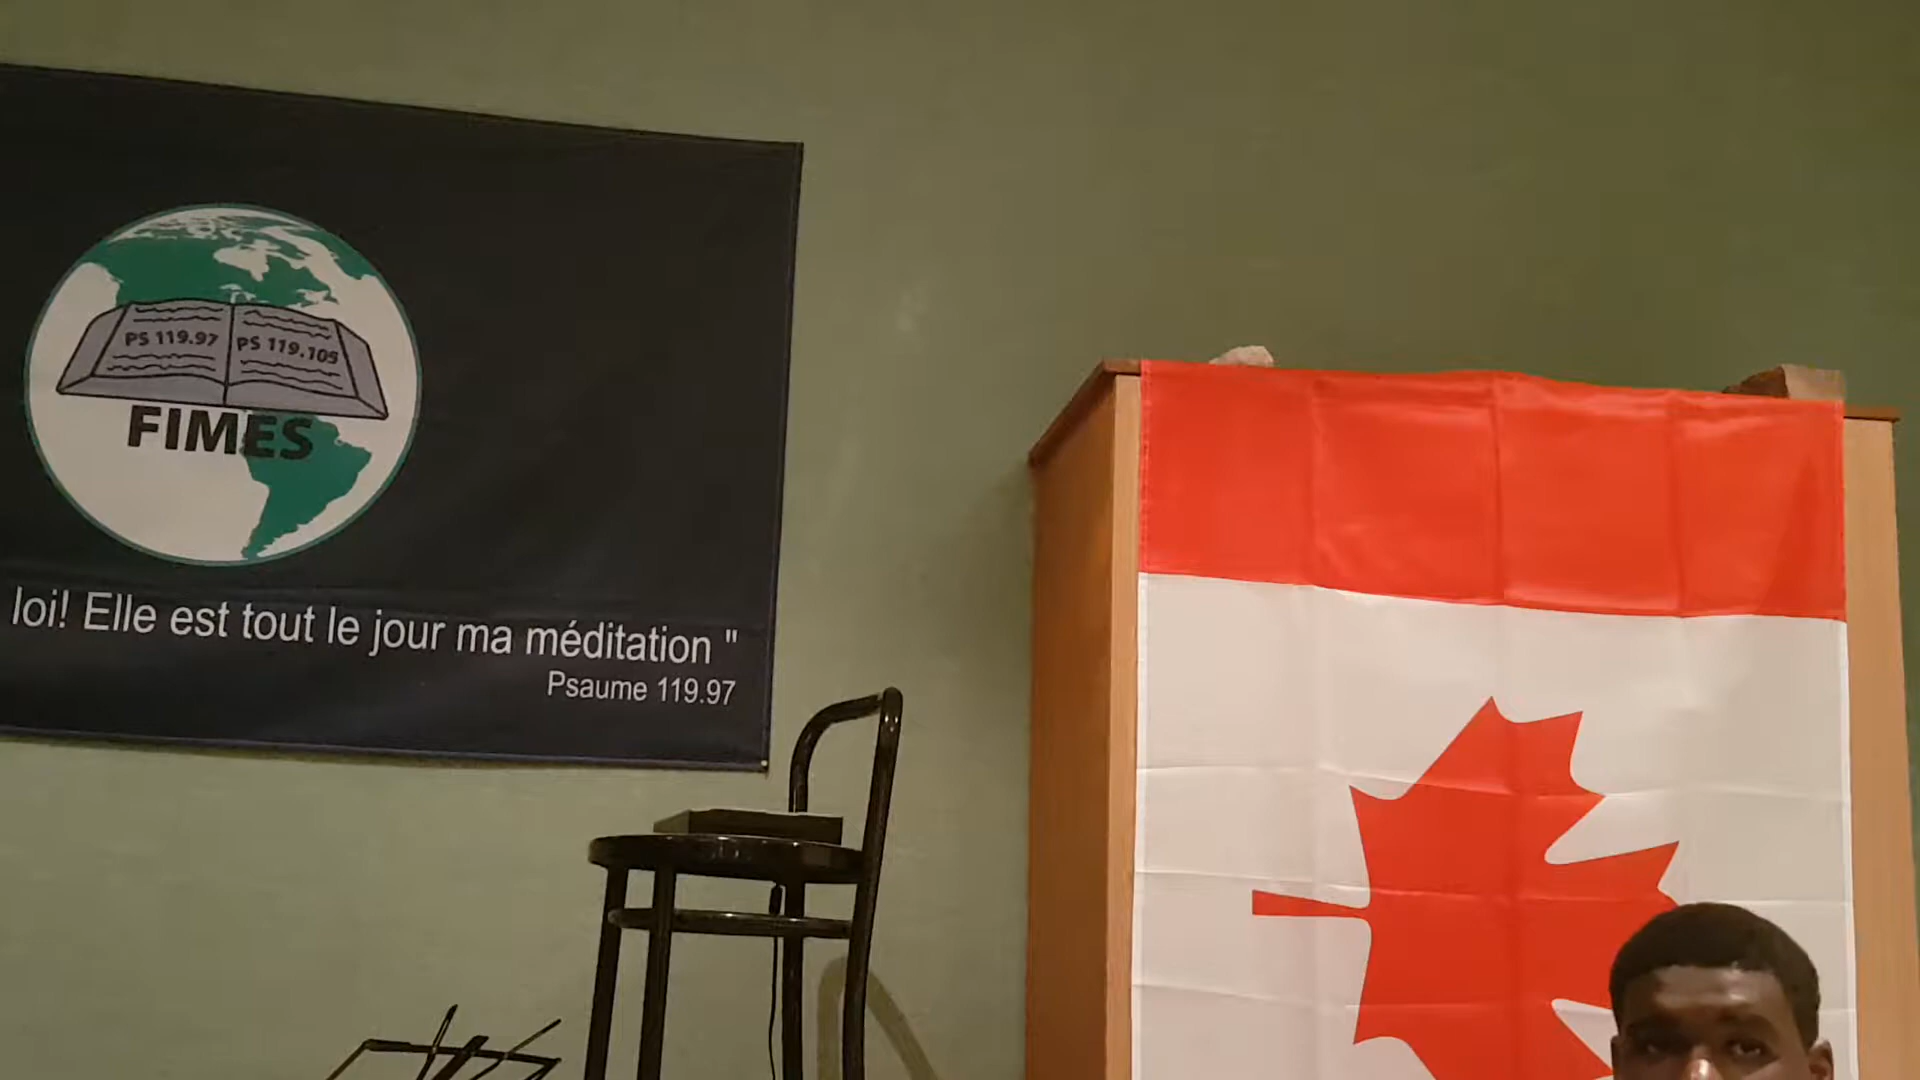 PS 119.97
PS 119.105
FIMES
loi! Elle est tout le jour ma méditation "
Psaume 119.97